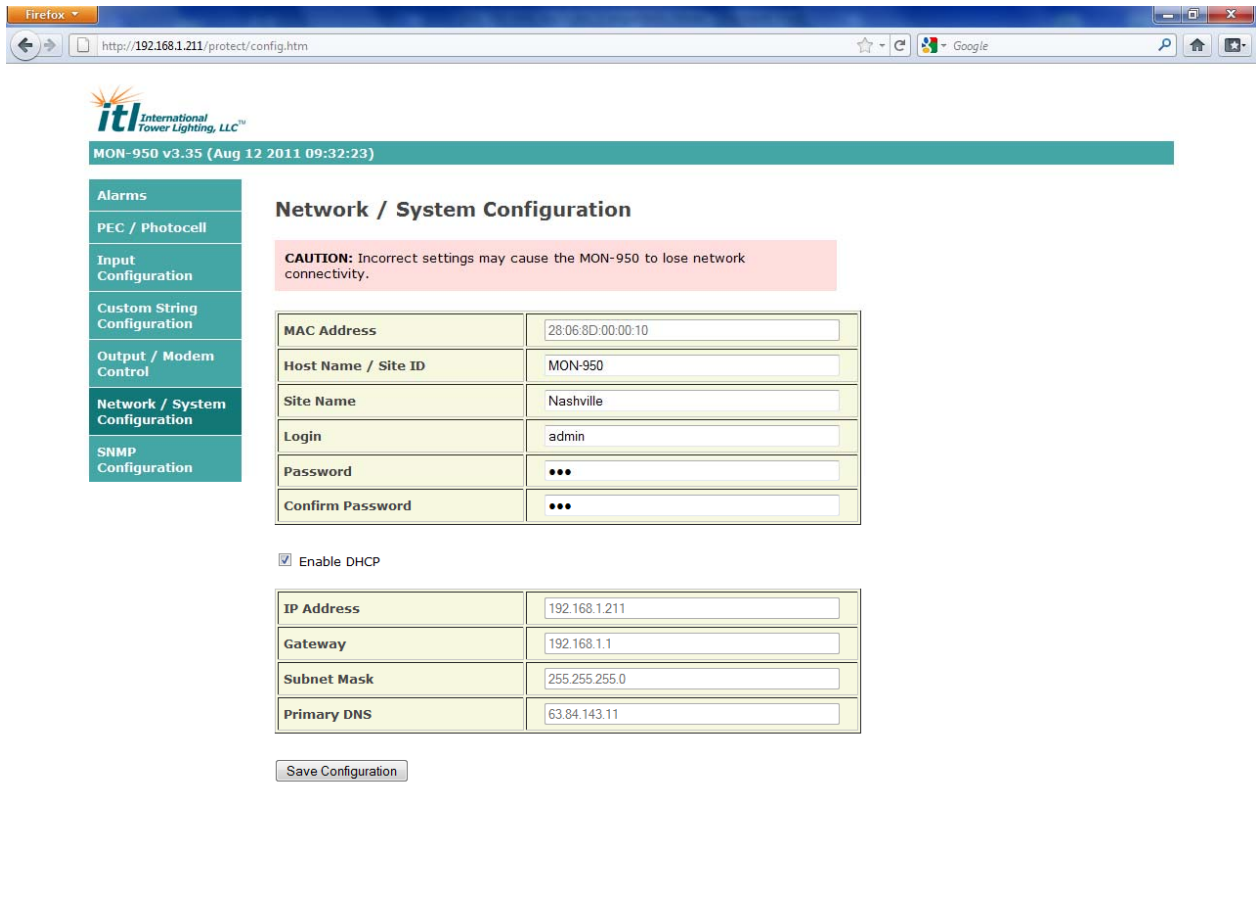 Firefox
http://192.168.1.211/protect/config.htm
Google
itl International
Tower Lighting, LLC™
MON-950 v3.35 (Aug 12 2011 09:32:23)
Alarms
PEC / Photocell
Input
Configuration
Custom String
Configuration
Output / Modem
Control
Network / System
Configuration
SNMP
Configuration
Network / System Configuration
CAUTION: Incorrect settings may cause the MON-950 to lose network
connectivity.
MAC Address 28:06:8D:00:00:10
Host Name / Site ID MON-950
Site Name Nashville
Login admin
Password •••
Confirm Password •••
Enable DHCP
IP Address 192.168.1.211
Gateway 192.168.1.1
Subnet Mask 255.255.255.0
Primary DNS 63.84.143.11
Save Configuration